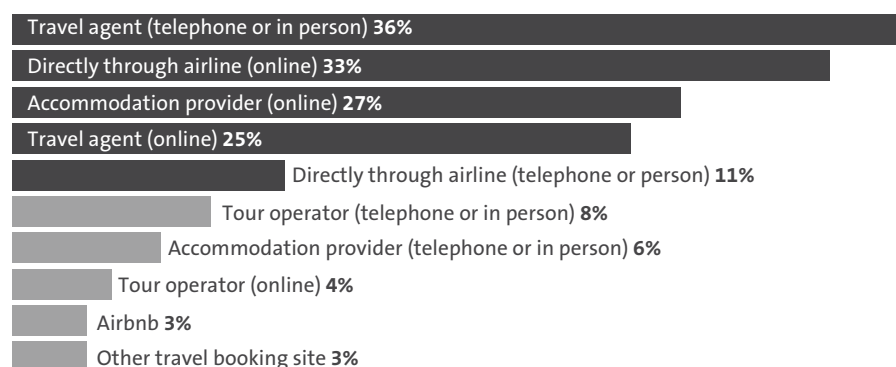 Travel agent (telephone or in person) 36%
Directly through airline (online) 33%
Accommodation provider (online) 27%
Travel agent (online) 25%
Directly through airline (telephone or person) 11%
Tour operator (telephone or in person) 8%
Accommodation provider (telephone or in person) 6%
Tour operator (online) 4%
Airbnb 3%
Other travel booking site 3%